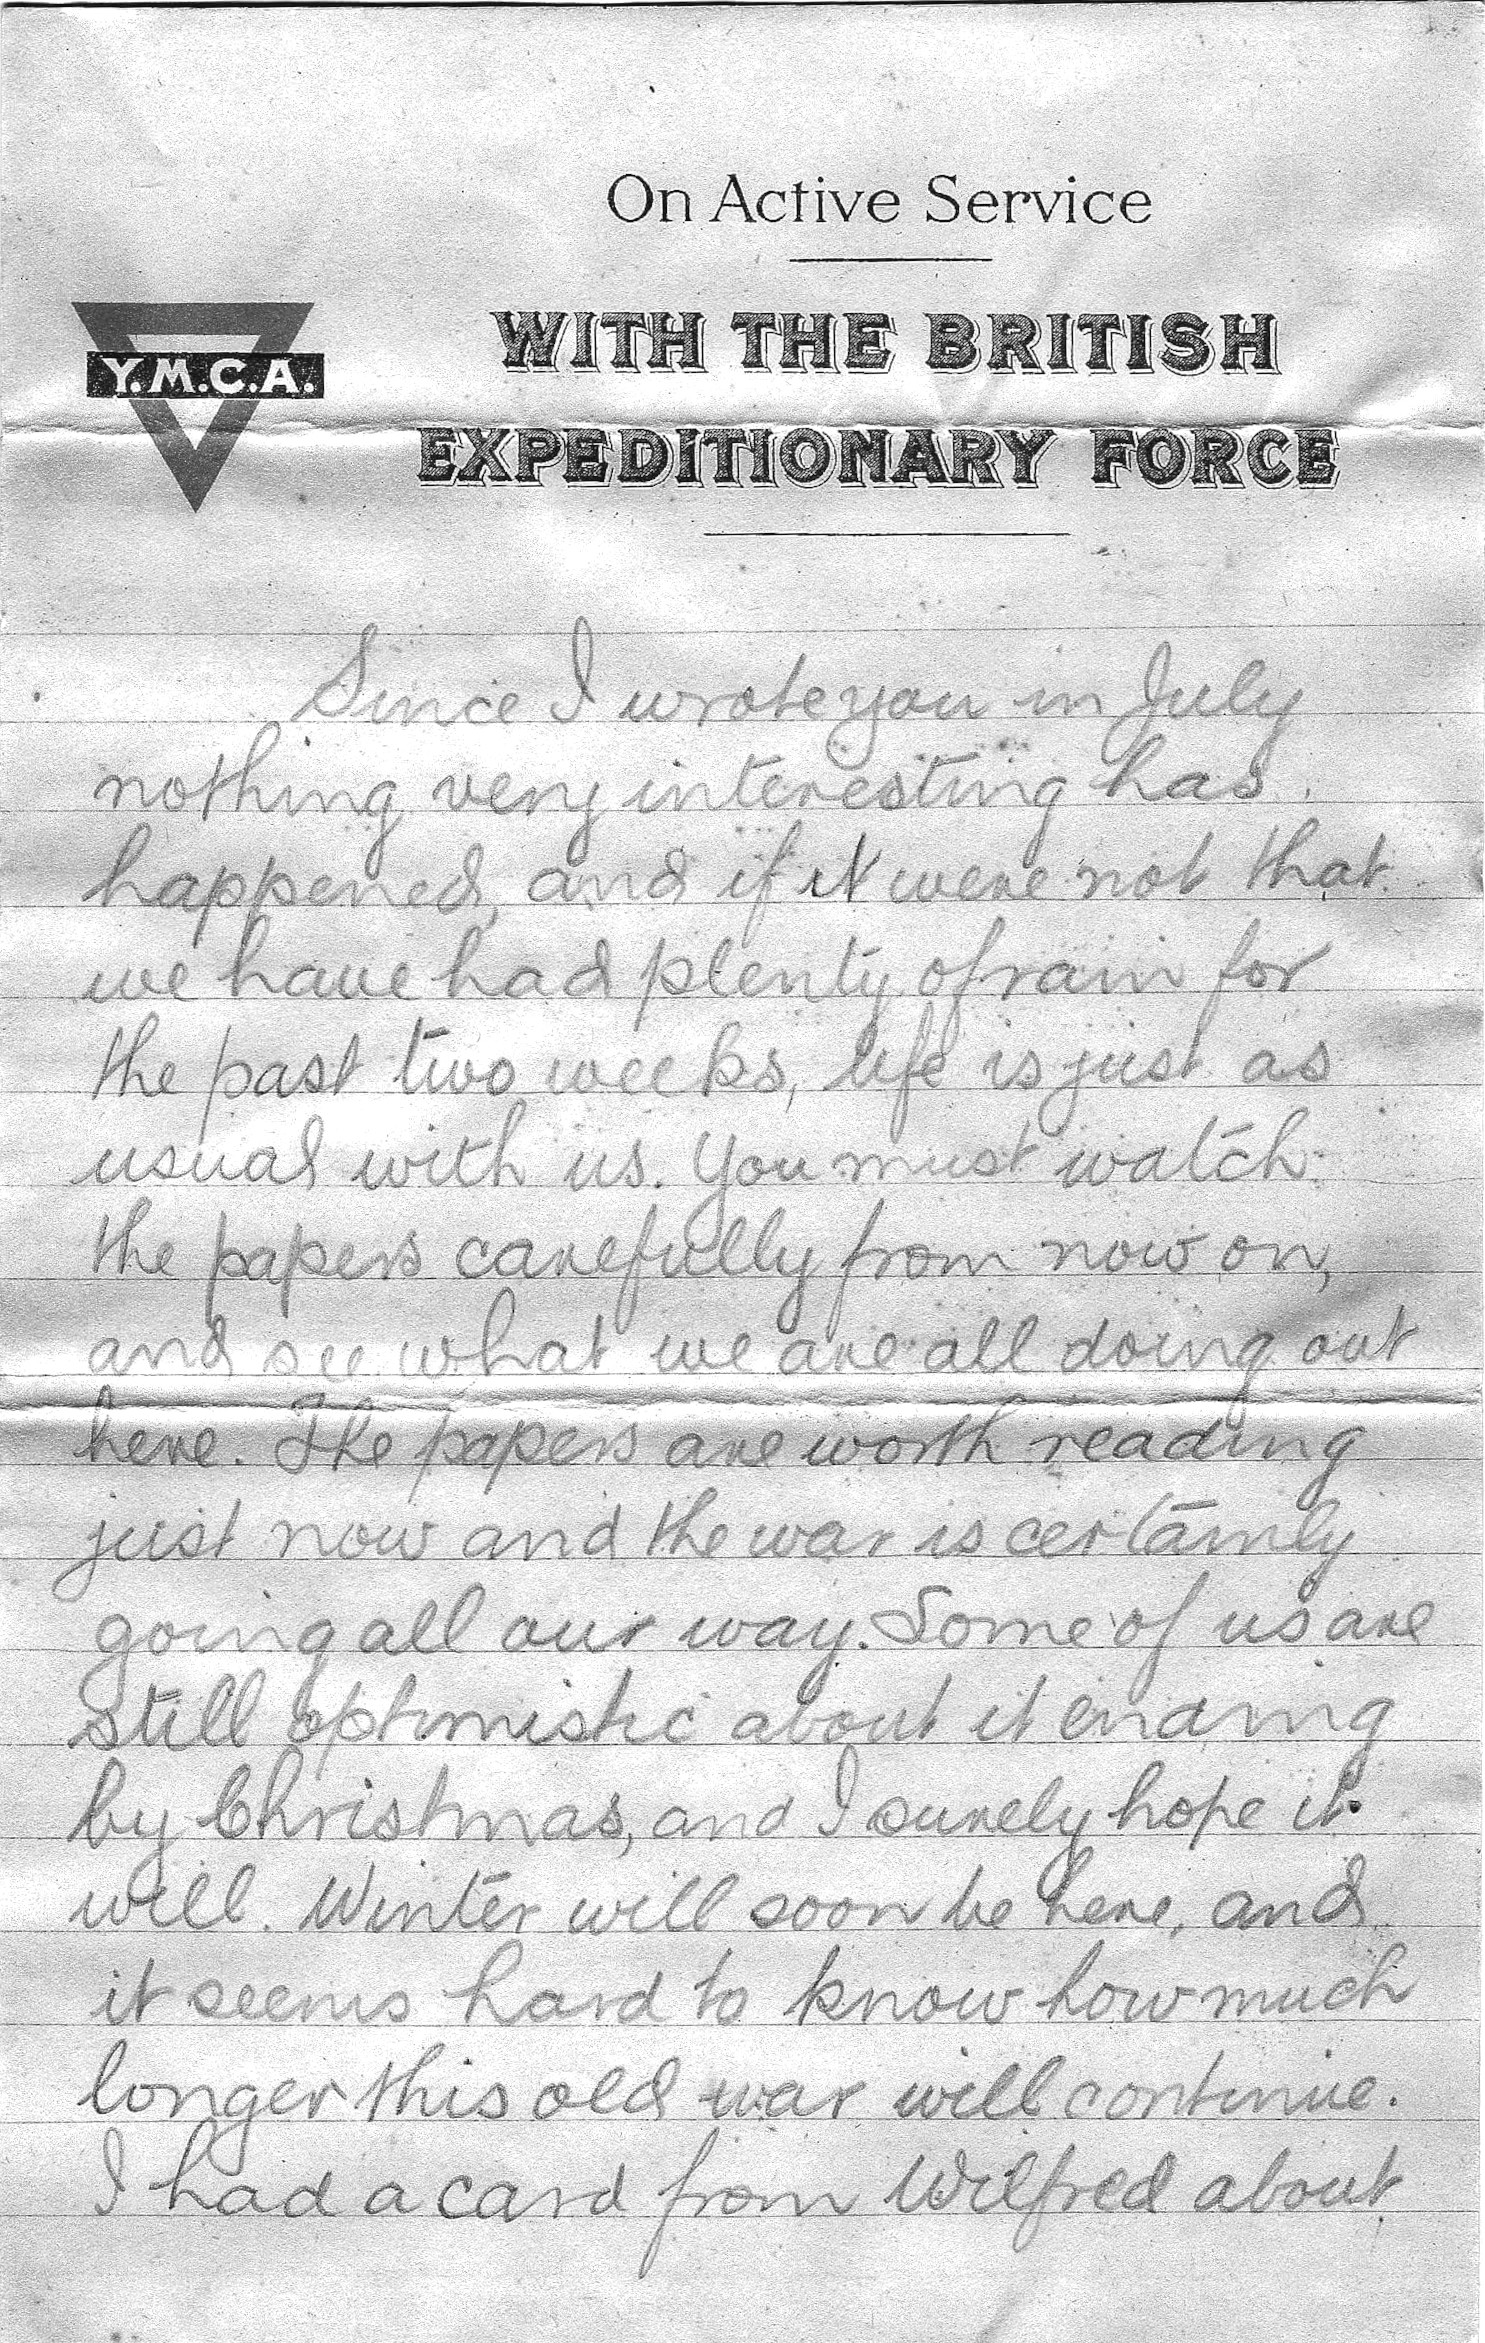 On Active Service
WITH THE BRITISH
Y.M.C.A.
EXPEDITIONARY FORCE
Since I wrote you in July
nothing very interesting has
happened, and if it were not that
we have had plenty of rain for
the past two weeks, life is just as
usual with us. You must watch
the papers carefully from now on,
and see what we are all doing out
here. The papers are worth reading
just now and the war is certainly
going all our way. Some of us are
still optimistic about it ending
by Christmas, and I surely hope it
will. Winter will soon be here, and
it seems hard to know how much
longer this old war will continue.
I had a card from Wilfred about